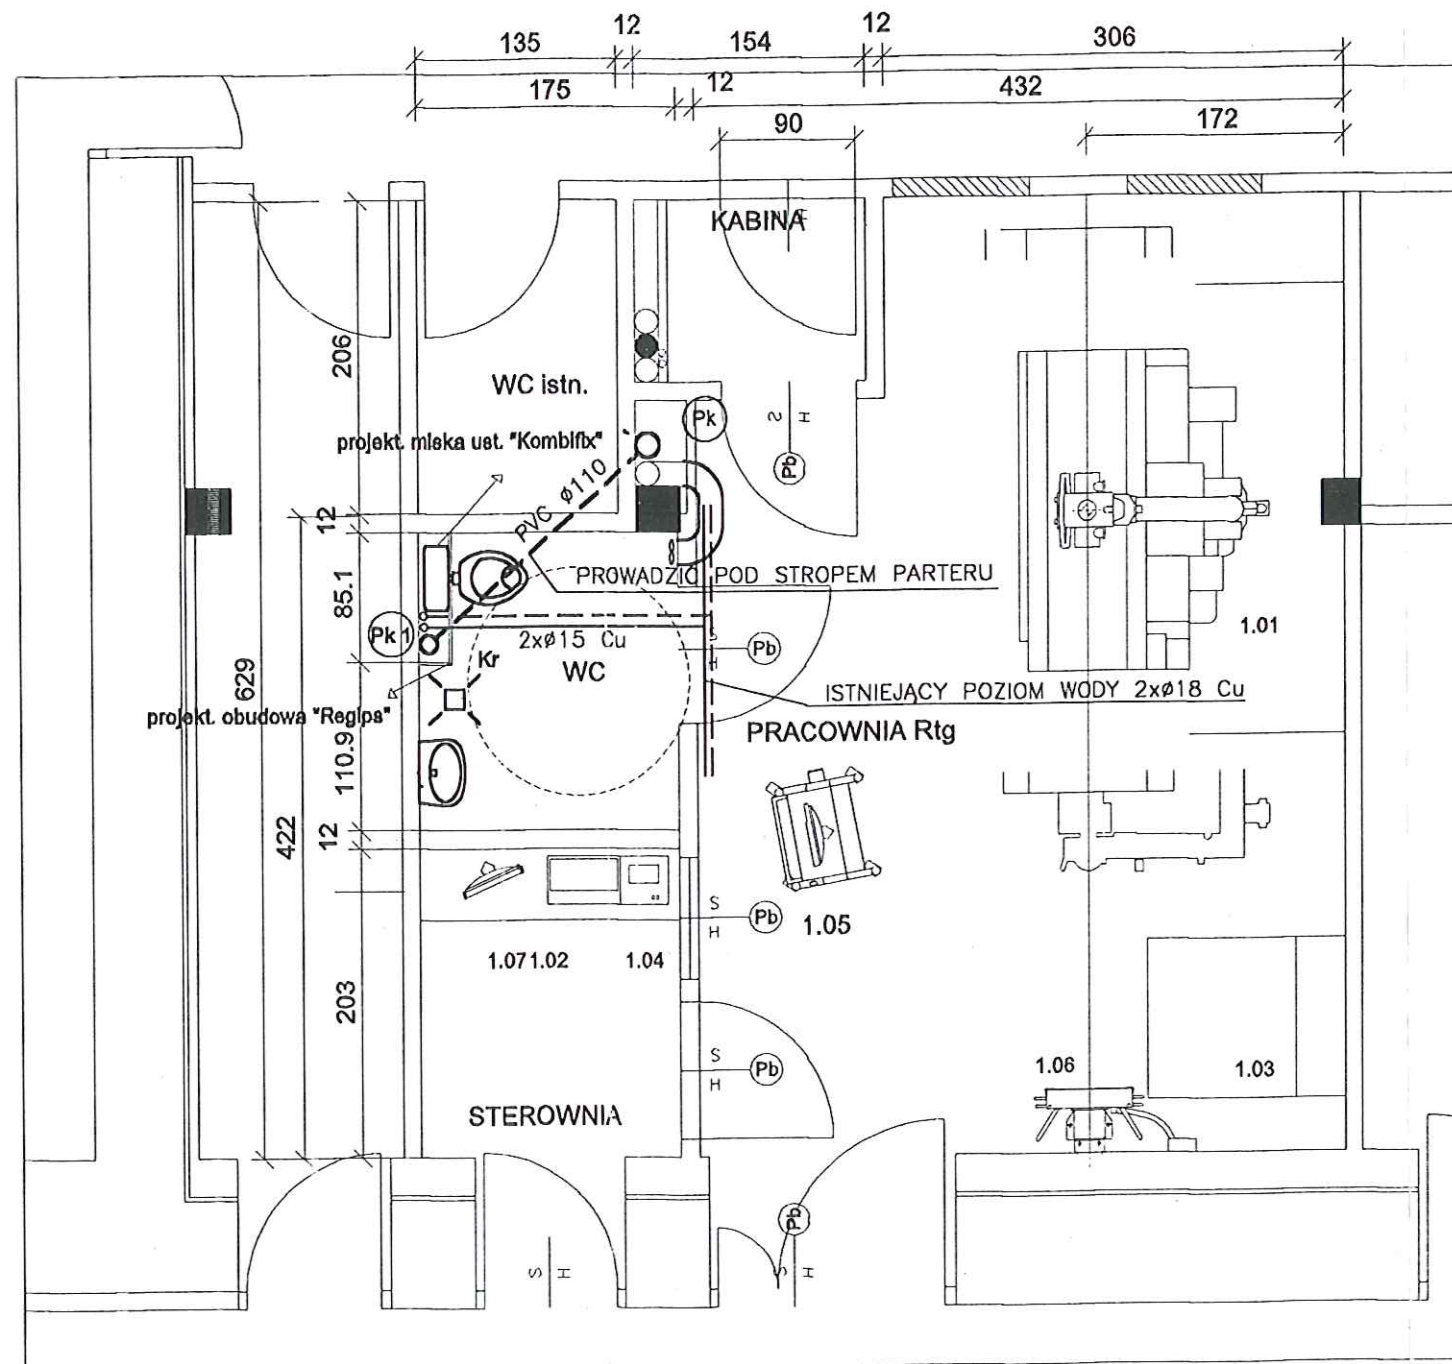 135
12
154
12
306
175
12
432
90
172
KABINA
206
WC istn.
Pk
S
H
Pb
projekt. miska ust. "Kombifix"
PVC ø110
12
85.1
PROWADZIĆ POD STROPEM PARTERU
Pk 1
2xø15 Cu
S
H
Pb
1.01
Kr
WC
629
ISTNIEJĄCY POZIOM WODY 2xø18 Cu
projekt. obudowa "Regips"
PRACOWNIA Rtg
110.9
422
12
S
H
Pb
1.05
1.07 1.02
1.04
203
S
H
Pb
1.06
1.03
STEROWNIA
Pb
S
H
S
H